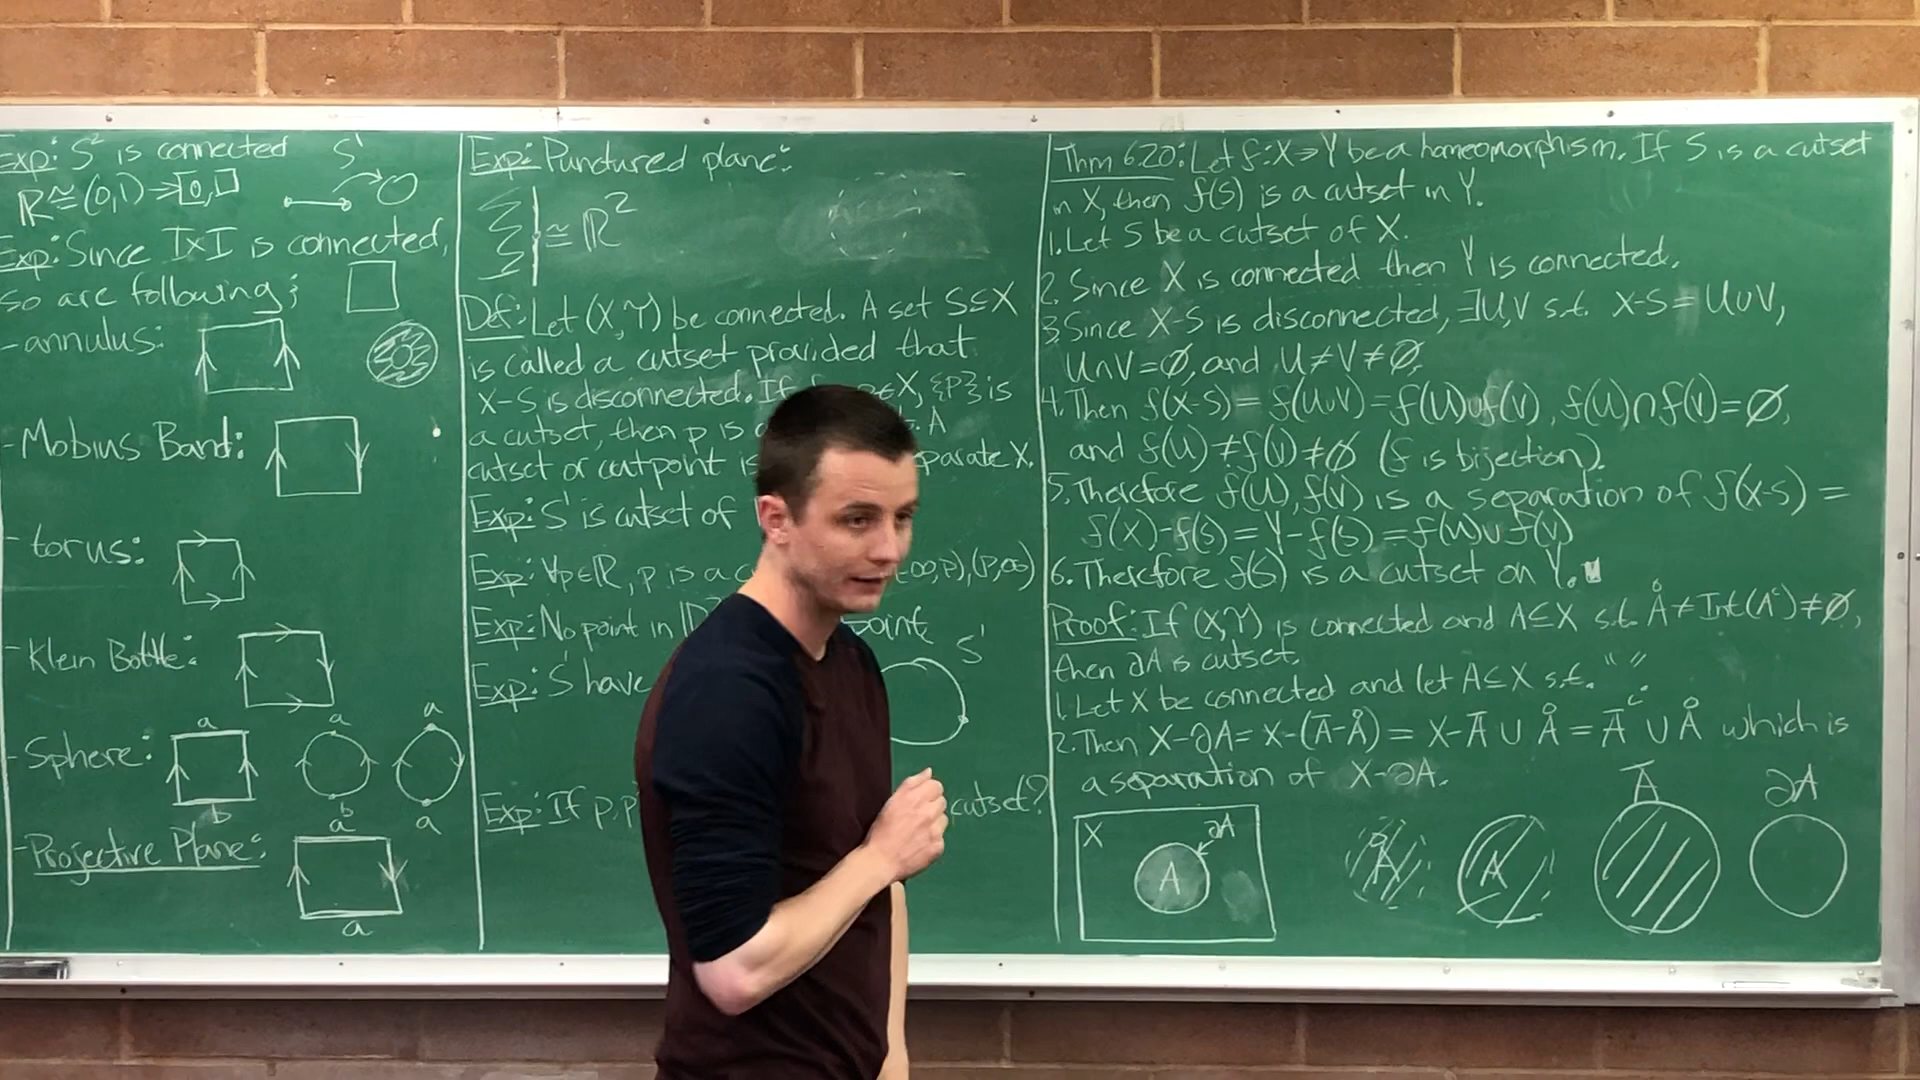 Exp: S² is connected S¹
ℝ≅(0,1)→[0,1]
Exp: Since I×I is connected,
so are following:
-annulus:
-Mobius Band:
-torus:
-Klein Bottle:
-Sphere:
a a a
b b a
-Projective Plane:
a
a
Exp: Punctured plane:
≅ℝ²
Def: Let (X,Υ) be connected. A set S⊆X
is called a cutset provided that
X-S is disconnected. If p∈X, {p} is
a cutset, then p is a A
cutset or cutpoint is parate X.
Exp: S¹ is cutset of
Exp: ∀p∈ℝ, p is a c ∞,p),(p,∞)
Exp: No point in point
Exp: S¹ have S¹
Exp: If p,p cutset?
Thm 6.20: Let f:X→Y be a homeomorphism. If S is a cutset
in X, then f(S) is a cutset in Y.
1. Let S be a cutset of X.
2. Since X is connected then Y is connected.
3. Since X-S is disconnected, ∃U,V s.t. X-S=U∪V,
U∩V=∅, and U≠V≠∅.
4. Then f(X-S)=f(U∪V)=f(U)∪f(V), f(U)∩f(V)=∅,
and f(U)≠f(V)≠∅ (f is bijection).
5. Therefore f(U),f(V) is a separation of f(X-S)=
f(X)-f(S)=Y-f(S)=f(U)∪f(V)
6. Therefore f(S) is a cutset on Y.
Proof: If (X,Υ) is connected and A⊆X s.t. Å≠Int(Aᶜ)≠∅,
then ∂A is cutset.
1. Let X be connected and let A⊆X s.t. " "
2. Then X-∂A=X-(Ā-Å)=X-Ā∪Å=Āᶜ∪Å which is
a separation of X-∂A.
X A ∂A A A Ā ∂A